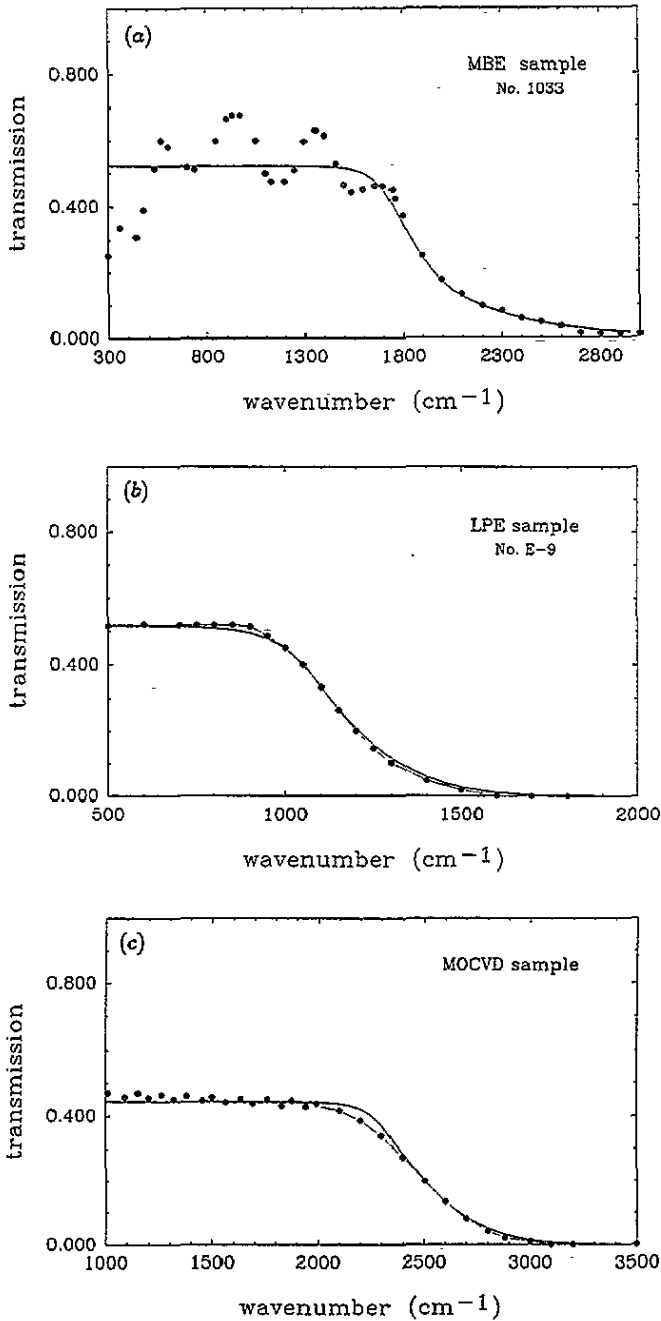 (a)
MBE sample
No. 1033
transmission
0.800
0.400
0.000
300 800 1300 1800 2300 2800
wavenumber (cm⁻¹)
(b)
LPE sample
No. E-9
transmission
0.800
0.400
0.000
500 1000 1500 2000
wavenumber (cm⁻¹)
(c)
MOCVD sample
transmission
0.800
0.400
0.000
1000 1500 2000 2500 3000 3500
wavenumber (cm⁻¹)